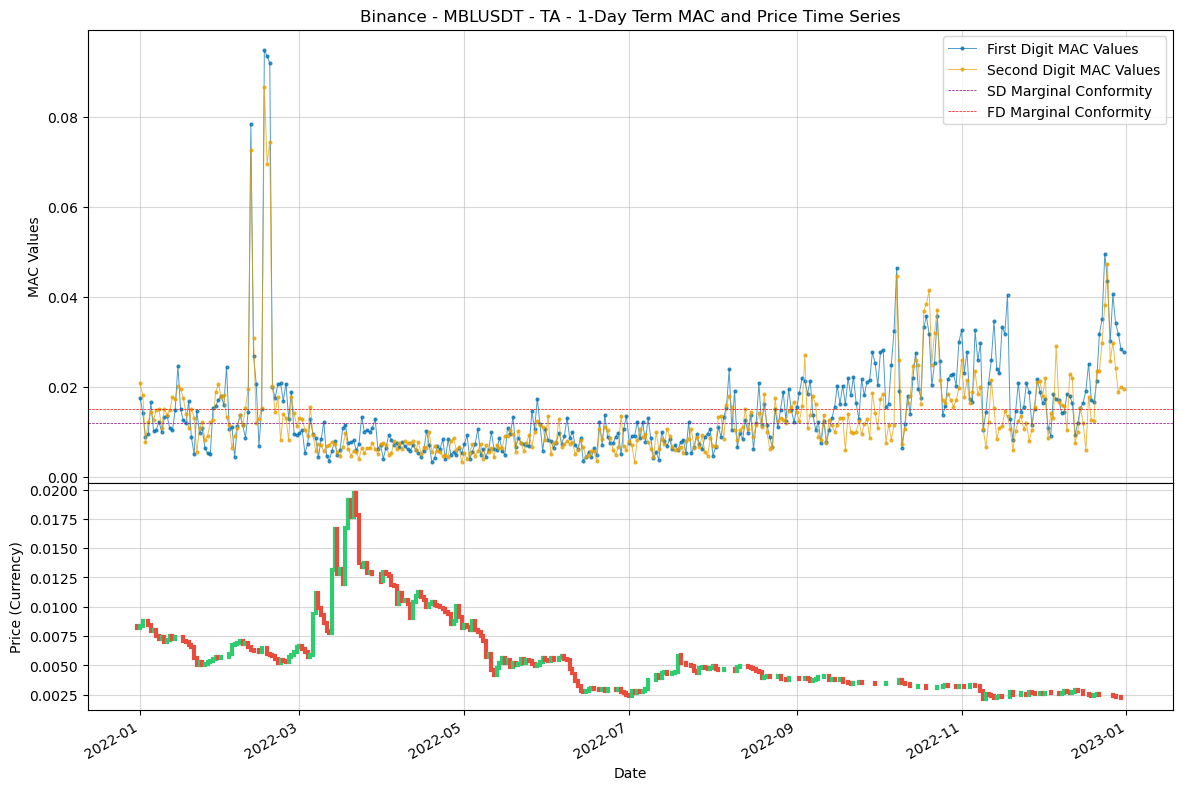 Binance - MBLUSDT - TA - 1-Day Term MAC and Price Time Series
First Digit MAC Values
Second Digit MAC Values
SD Marginal Conformity
FD Marginal Conformity
MAC Values
0.08
0.06
0.04
0.02
0.00
Price (Currency)
0.0200
0.0175
0.0150
0.0125
0.0100
0.0075
0.0050
0.0025
2022-01
2022-03
2022-05
2022-07
2022-09
2022-11
2023-01
Date